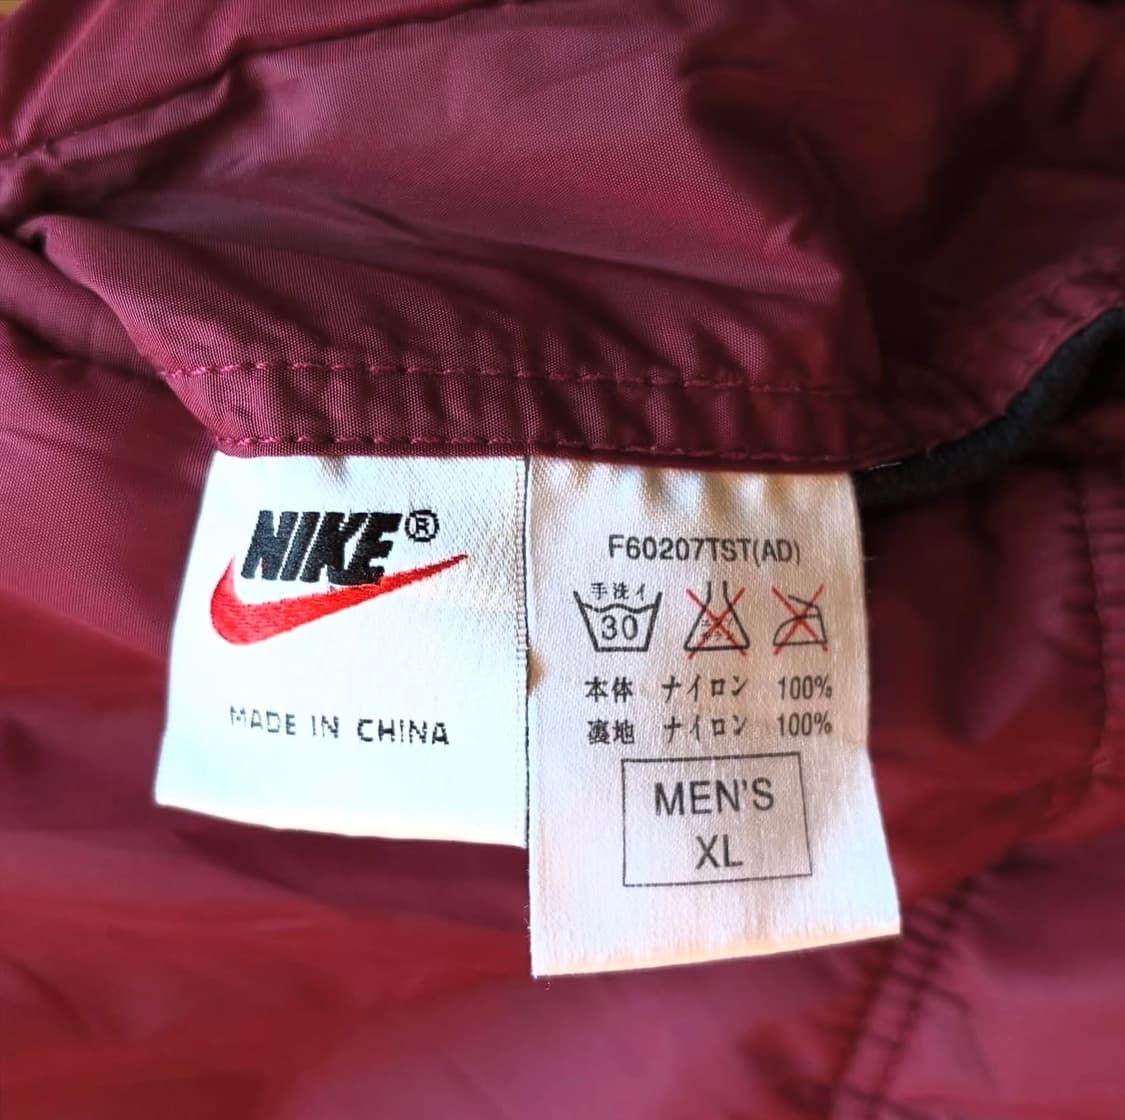 NIKE®
MADE IN CHINA
F60207TST(AD)
手洗イ
30
本体 ナイロン 100%
裏地 ナイロン 100%
MEN'S
XL